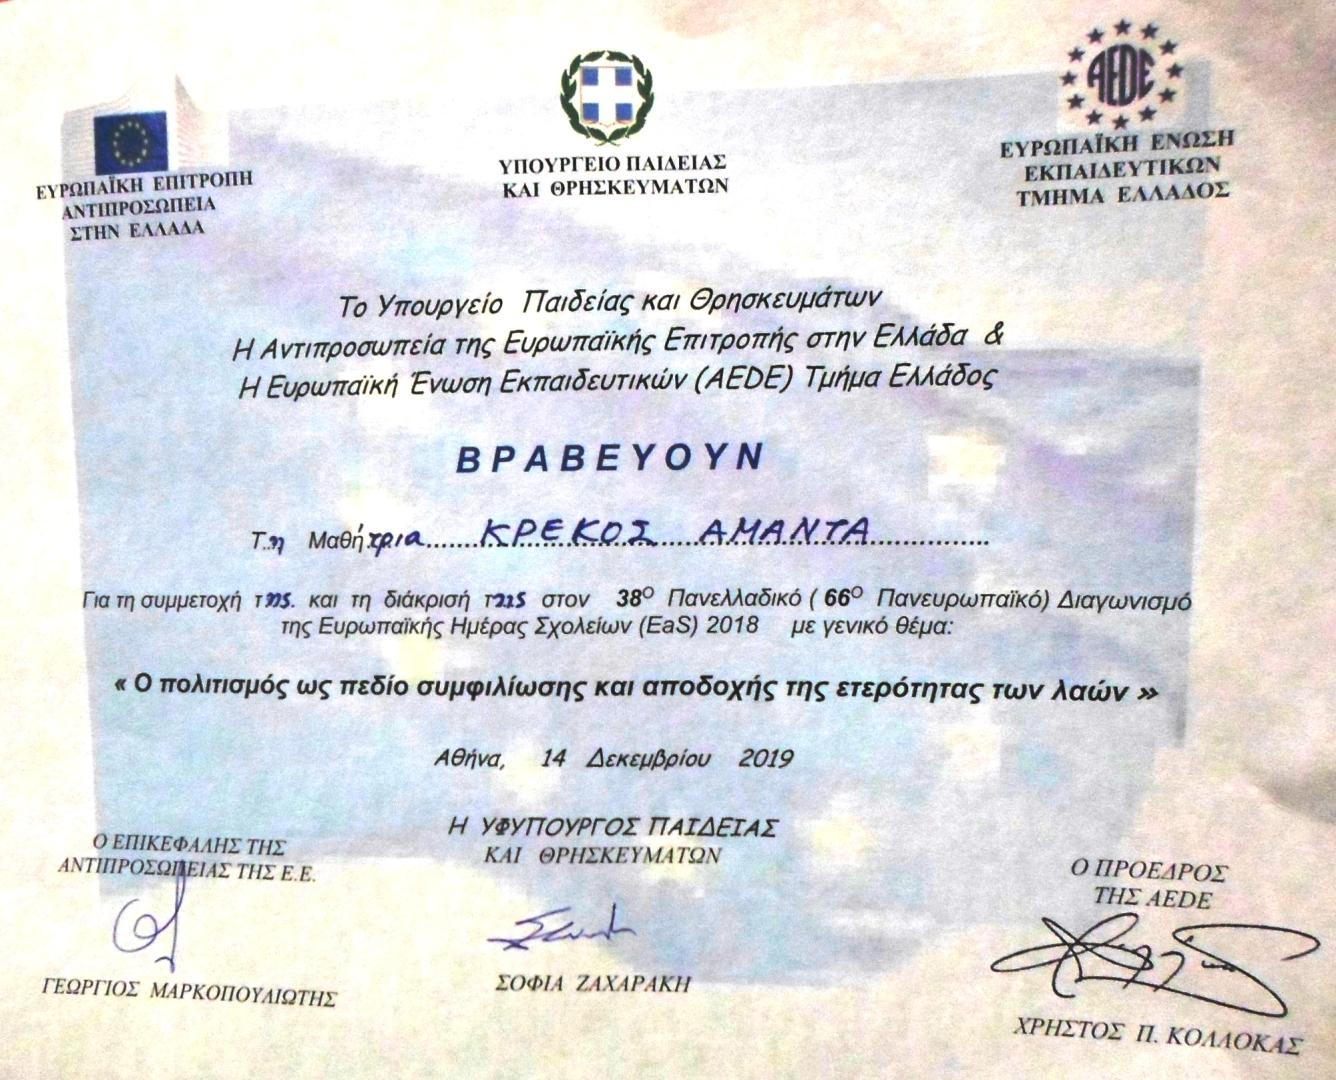 AEDE
ΕΥΡΩΠΑΪΚΗ ΕΠΙΤΡΟΠΗ
ΑΝΤΙΠΡΟΣΩΠΕΙΑ
ΣΤΗΝ ΕΛΛΑΔΑ
ΥΠΟΥΡΓΕΙΟ ΠΑΙΔΕΙΑΣ
ΚΑΙ ΘΡΗΣΚΕΥΜΑΤΩΝ
ΕΥΡΩΠΑΪΚΗ ΕΝΩΣΗ
ΕΚΠΑΙΔΕΥΤΙΚΩΝ
ΤΜΗΜΑ ΕΛΛΑΔΟΣ
Το Υπουργείο Παιδείας και Θρησκευμάτων
Η Αντιπροσωπεία της Ευρωπαϊκής Επιτροπής στην Ελλάδα &
Η Ευρωπαϊκή Ένωση Εκπαιδευτικών (AEDE) Τμήμα Ελλάδος
ΒΡΑΒΕΥΟΥΝ
Τ..η Μαθήτρια.......ΚΡΕΚΟΣ.....ΑΜΑΝΤΑ................
Για τη συμμετοχή της. και τη διάκρισή της στον 38ο Πανελλαδικό ( 66ο Πανευρωπαϊκό) Διαγωνισμό
της Ευρωπαϊκής Ημέρας Σχολείων (EaS) 2018 με γενικό θέμα:
« Ο πολιτισμός ως πεδίο συμφιλίωσης και αποδοχής της ετερότητας των λαών »
Αθήνα, 14 Δεκεμβρίου 2019
Ο ΕΠΙΚΕΦΑΛΗΣ ΤΗΣ
ΑΝΤΙΠΡΟΣΩΠΕΙΑΣ ΤΗΣ Ε.Ε.
ΓΕΩΡΓΙΟΣ ΜΑΡΚΟΠΟΥΛΙΩΤΗΣ
Η ΥΦΥΠΟΥΡΓΟΣ ΠΑΙΔΕΙΑΣ
ΚΑΙ ΘΡΗΣΚΕΥΜΑΤΩΝ
ΣΟΦΙΑ ΖΑΧΑΡΑΚΗ
Ο ΠΡΟΕΔΡΟΣ
ΤΗΣ AEDE
ΧΡΗΣΤΟΣ Π. ΚΟΛΛΟΚΑΣ